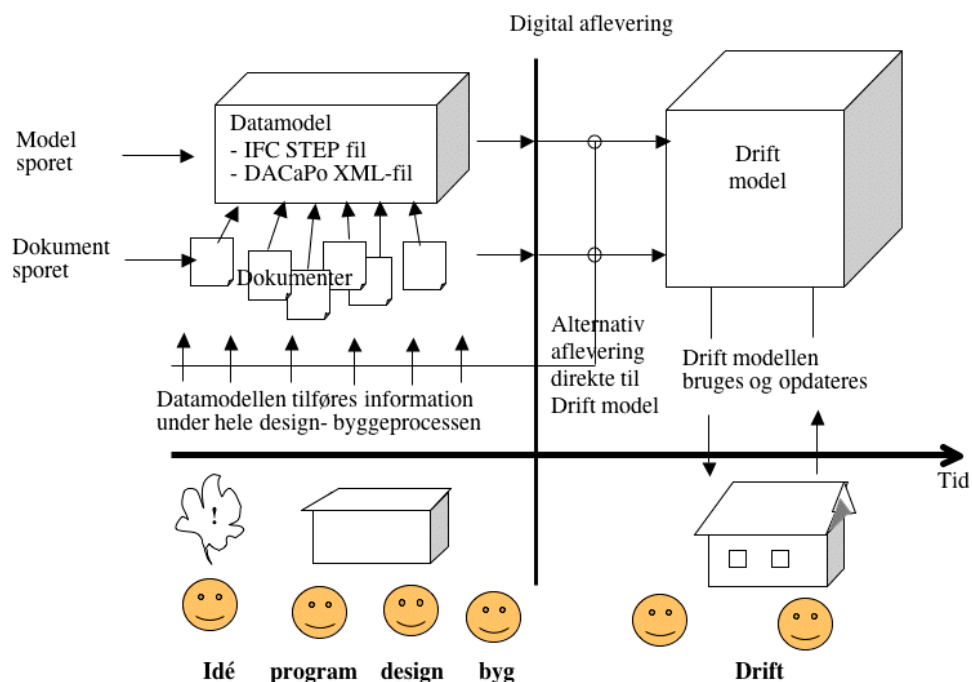 Digital aflevering
Model
sporet
Datamodel
- IFC STEP fil
- DACaPo XML-fil
Drift
model
Dokument
sporet
Dokumenter
Alternativ
aflevering
direkte til
Drift model
Drift modellen
bruges og opdateres
Datamodellen tilføres information
under hele design- byggeprocessen
Tid
!
Idé program design byg Drift